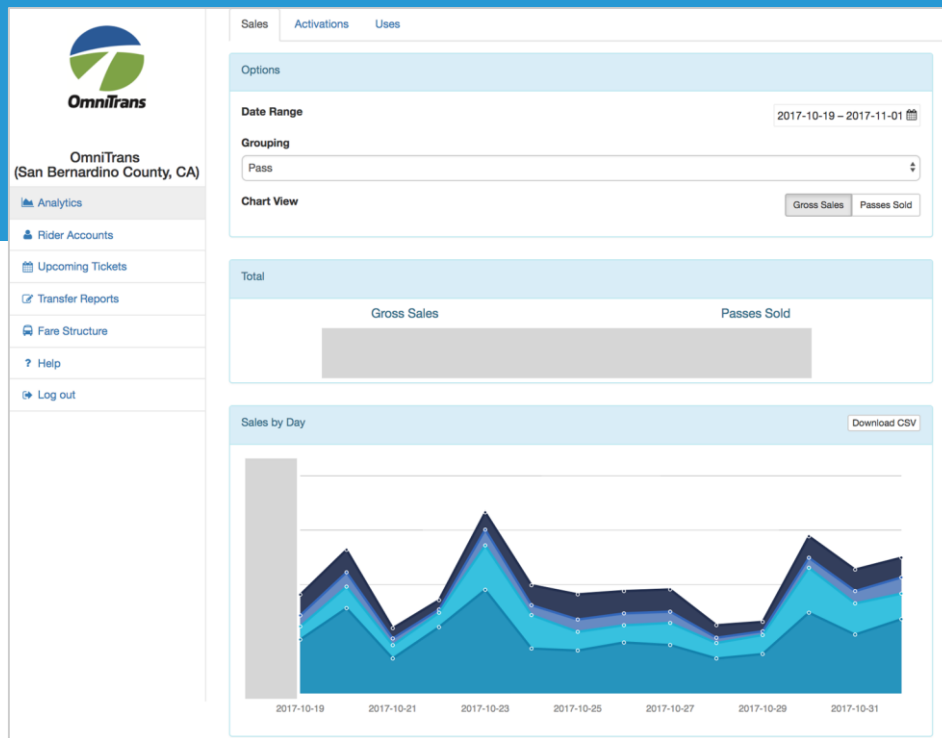 OmniTrans
OmniTrans
(San Bernardino County, CA)
Analytics
Rider Accounts
Upcoming Tickets
Transfer Reports
Fare Structure
? Help
Log out
Sales Activations Uses
Options
Date Range 2017-10-19 – 2017-11-01
Grouping
Pass
Chart View Gross Sales Passes Sold
Total
Gross Sales Passes Sold
Sales by Day Download CSV
2017-10-19 2017-10-21 2017-10-23 2017-10-25 2017-10-27 2017-10-29 2017-10-31